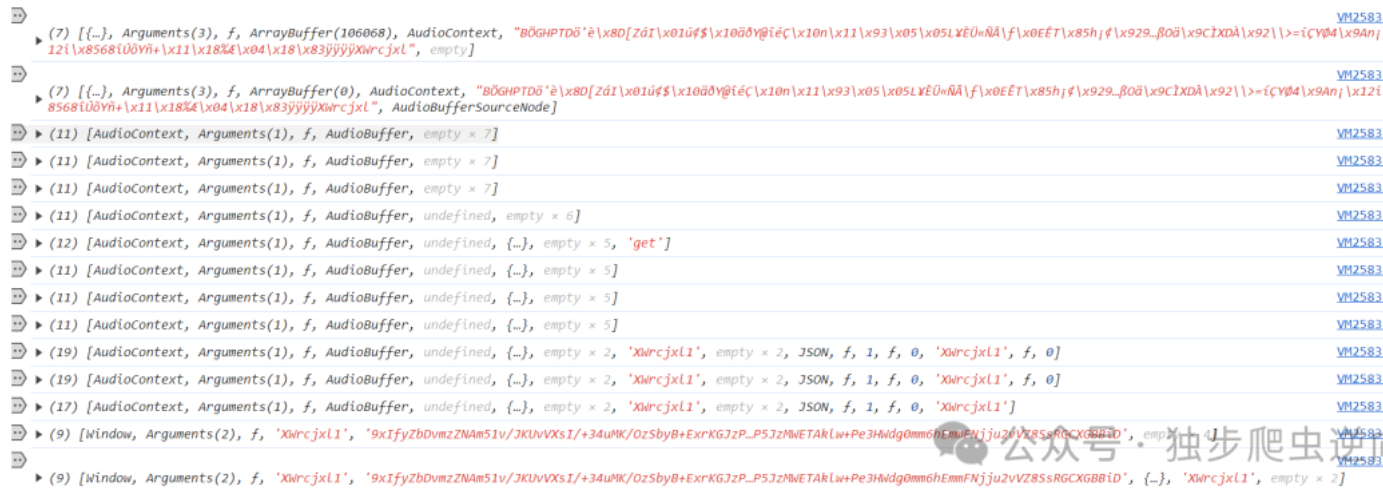 VM2583
(7) [{…}, Arguments(3), ƒ, ArrayBuffer(106068), AudioContext, "BÖGHPTDö'è\x8D[ZáI\x01ú¢$\x10äðY@îéÇ\x10n\x11\x93\x05\x05L¥ÈÜ«ÑÅ\ƒ\x0EÊT\x85h¡¢\x929…ßOä\x9CÌXDÀ\x92\\>=íÇYØ4\x9An¡\x
12i\x8568îÚõYñ+\x11\x18‰Æ\x04\x18\x83ÿÿÿÿXWrcjxl", empty]
VM2583
(7) [{…}, Arguments(3), ƒ, ArrayBuffer(0), AudioContext, "BÖGHPTDö'è\x8D[ZáI\x01ú¢$\x10äðY@îéÇ\x10n\x11\x93\x05\x05L¥ÈÜ«ÑÅ\ƒ\x0EÊT\x85h¡¢\x929…ßOä\x9CÌXDÀ\x92\\>=íÇYØ4\x9An¡\x12i\x
8568îÚõYñ+\x11\x18‰Æ\x04\x18\x83ÿÿÿÿXWrcjxl", AudioBufferSourceNode]
(11) [AudioContext, Arguments(1), ƒ, AudioBuffer, empty × 7] VM2583
(11) [AudioContext, Arguments(1), ƒ, AudioBuffer, empty × 7] VM2583
(11) [AudioContext, Arguments(1), ƒ, AudioBuffer, empty × 7] VM2583
(11) [AudioContext, Arguments(1), ƒ, AudioBuffer, undefined, empty × 6] VM2583
(12) [AudioContext, Arguments(1), ƒ, AudioBuffer, undefined, {…}, empty × 5, 'get'] VM2583
(11) [AudioContext, Arguments(1), ƒ, AudioBuffer, undefined, {…}, empty × 5] VM2583
(11) [AudioContext, Arguments(1), ƒ, AudioBuffer, undefined, {…}, empty × 5] VM2583
(11) [AudioContext, Arguments(1), ƒ, AudioBuffer, undefined, {…}, empty × 5] VM2583
(19) [AudioContext, Arguments(1), ƒ, AudioBuffer, undefined, {…}, empty × 2, 'XWrcjxl1', empty × 2, JSON, ƒ, 1, ƒ, 0, 'XWrcjxl1', ƒ, 0] VM2583
(19) [AudioContext, Arguments(1), ƒ, AudioBuffer, undefined, {…}, empty × 2, 'XWrcjxl1', empty × 2, JSON, ƒ, 1, ƒ, 0, 'XWrcjxl1', ƒ, 0] VM2583
(17) [AudioContext, Arguments(1), ƒ, AudioBuffer, undefined, {…}, empty × 2, 'XWrcjxl1', empty × 2, JSON, ƒ, 1, ƒ, 0, 'XWrcjxl1'] VM2583
(9) [Window, Arguments(2), ƒ, 'XWrcjxl1', '9xIfyZbDvmzZNAm51v/JKUvVXsI/+34uMK/OzSbyB+ExrKGJzP…P5JzMWETAklw+Pe3HWdg0mm6hEmmFNjju2vVZ8SsRGCXGBBiD', VM2583
公众号 · 独步爬虫逆向
VM2583
(9) [Window, Arguments(2), ƒ, 'XWrcjxl1', '9xIfyZbDvmzZNAm51v/JKUvVXsI/+34uMK/OzSbyB+ExrKGJzP…P5JzMWETAklw+Pe3HWdg0mm6hEmmFNjju2vVZ8SsRGCXGBBiD', {…}, 'XWrcjxl1', empty × 2]